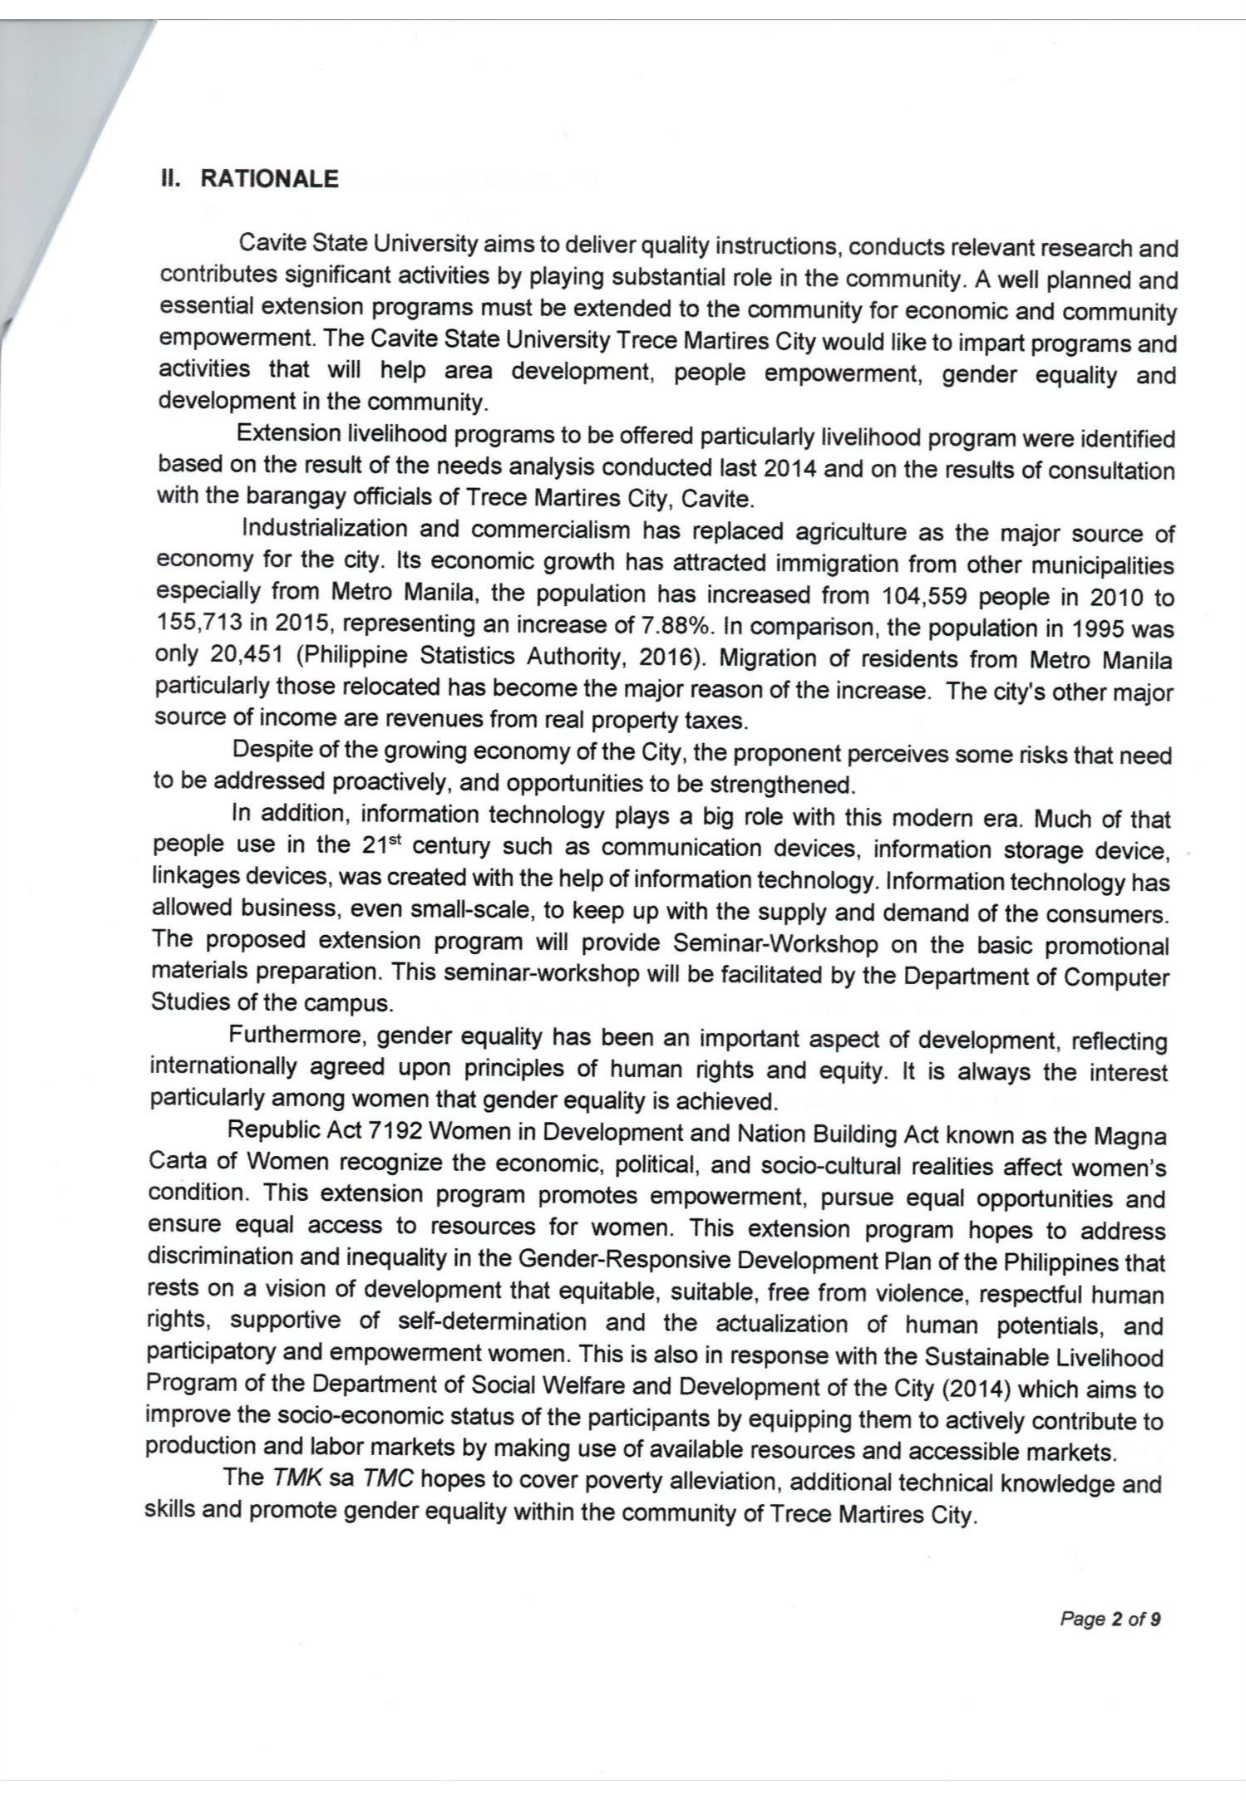 II. RATIONALE
Cavite State University aims to deliver quality instructions, conducts relevant research and
contributes significant activities by playing substantial role in the community. A well planned and
essential extension programs must be extended to the community for economic and community
empowerment. The Cavite State University Trece Martires City would like to impart programs and
activities that will help area development, people empowerment, gender equality and
development in the community.
Extension livelihood programs to be offered particularly livelihood program were identified
based on the result of the needs analysis conducted last 2014 and on the results of consultation
with the barangay officials of Trece Martires City, Cavite.
Industrialization and commercialism has replaced agriculture as the major source of
economy for the city. Its economic growth has attracted immigration from other municipalities
especially from Metro Manila, the population has increased from 104,559 people in 2010 to
155,713 in 2015, representing an increase of 7.88%. In comparison, the population in 1995 was
only 20,451 (Philippine Statistics Authority, 2016). Migration of residents from Metro Manila
particularly those relocated has become the major reason of the increase. The city's other major
source of income are revenues from real property taxes.
Despite of the growing economy of the City, the proponent perceives some risks that need
to be addressed proactively, and opportunities to be strengthened.
In addition, information technology plays a big role with this modern era. Much of that
people use in the 21st century such as communication devices, information storage device,
linkages devices, was created with the help of information technology. Information technology has
allowed business, even small-scale, to keep up with the supply and demand of the consumers.
The proposed extension program will provide Seminar-Workshop on the basic promotional
materials preparation. This seminar-workshop will be facilitated by the Department of Computer
Studies of the campus.
Furthermore, gender equality has been an important aspect of development, reflecting
internationally agreed upon principles of human rights and equity. It is always the interest
particularly among women that gender equality is achieved.
Republic Act 7192 Women in Development and Nation Building Act known as the Magna
Carta of Women recognize the economic, political, and socio-cultural realities affect women's
condition. This extension program promotes empowerment, pursue equal opportunities and
ensure equal access to resources for women. This extension program hopes to address
discrimination and inequality in the Gender-Responsive Development Plan of the Philippines that
rests on a vision of development that equitable, suitable, free from violence, respectful human
rights, supportive of self-determination and the actualization of human potentials, and
participatory and empowerment women. This is also in response with the Sustainable Livelihood
Program of the Department of Social Welfare and Development of the City (2014) which aims to
improve the socio-economic status of the participants by equipping them to actively contribute to
production and labor markets by making use of available resources and accessible markets.
The TMK sa TMC hopes to cover poverty alleviation, additional technical knowledge and
skills and promote gender equality within the community of Trece Martires City.
Page 2 of 9